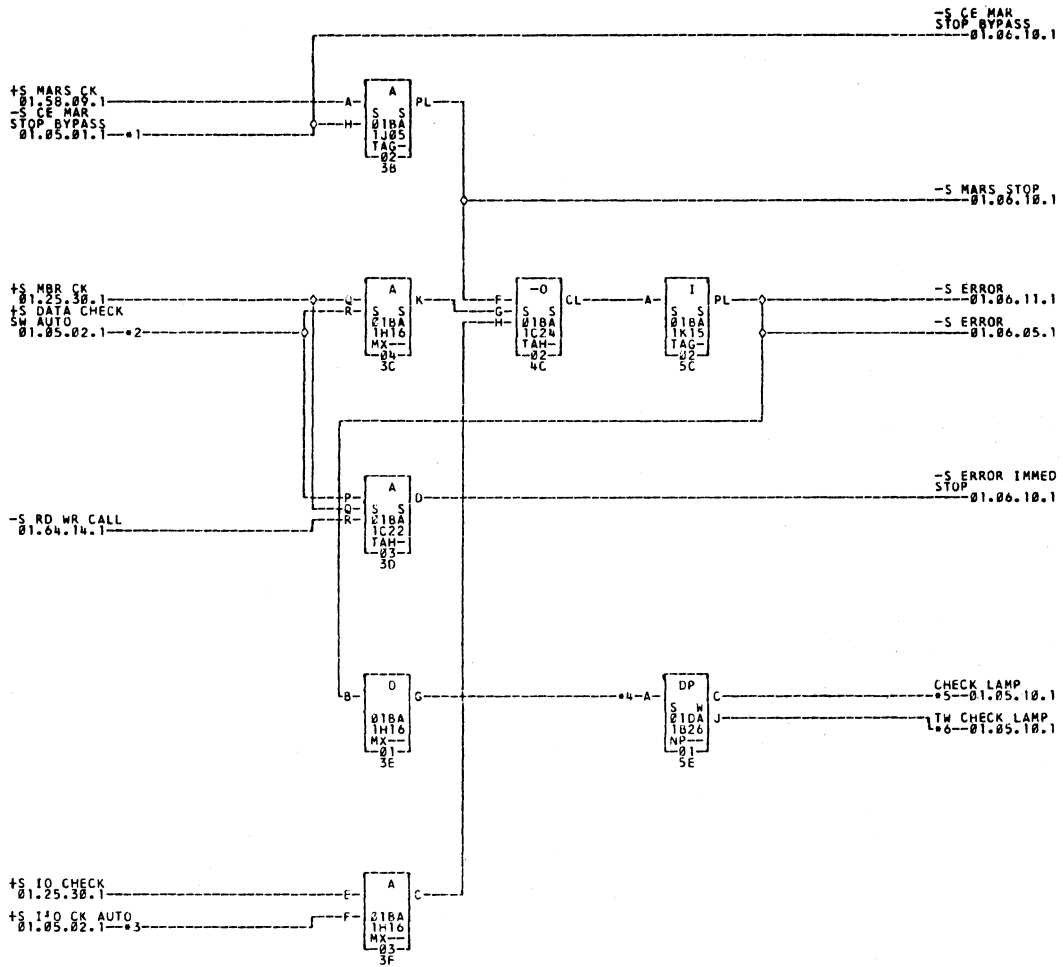 -S CE MAR
STOP BYPASS
01.06.10.1
+S MARS CK
01.58.09.1
-S CE MAR
STOP BYPASS
01.05.01.1 *1
A
H
A
S S
01BA
1J05
TAG-
02
3B
PL
-S MARS STOP
01.06.10.1
+S MBR CK
01.25.30.1
+S DATA CHECK
SW AUTO
01.05.02.1 *2
Q
R
A
S S
01BA
1H16
MX--
04
3C
K
F
G
H
-O
S S
01BA
1C24
TAH-
02
4C
CL
A
I
S S
01BA
1K15
TAG-
02
5C
PL
-S ERROR
01.06.11.1
-S ERROR
01.06.05.1
-S RD WR CALL
01.64.14.1
P
Q
R
A
S S
01BA
1C22
TAH-
03
3D
D
-S ERROR IMMED
STOP
01.06.10.1
B
O
01BA
1H16
MX--
01
3E
G
*4 A
DP
S W
01DA
1B26
NP--
01
5E
C
J
CHECK LAMP
*5--01.05.10.1
TW CHECK LAMP
*6--01.05.10.1
+S IO CHECK
01.25.30.1
+S I'O CK AUTO
01.05.02.1 *3
E
F
A
01BA
1H16
MX--
03
3F
C